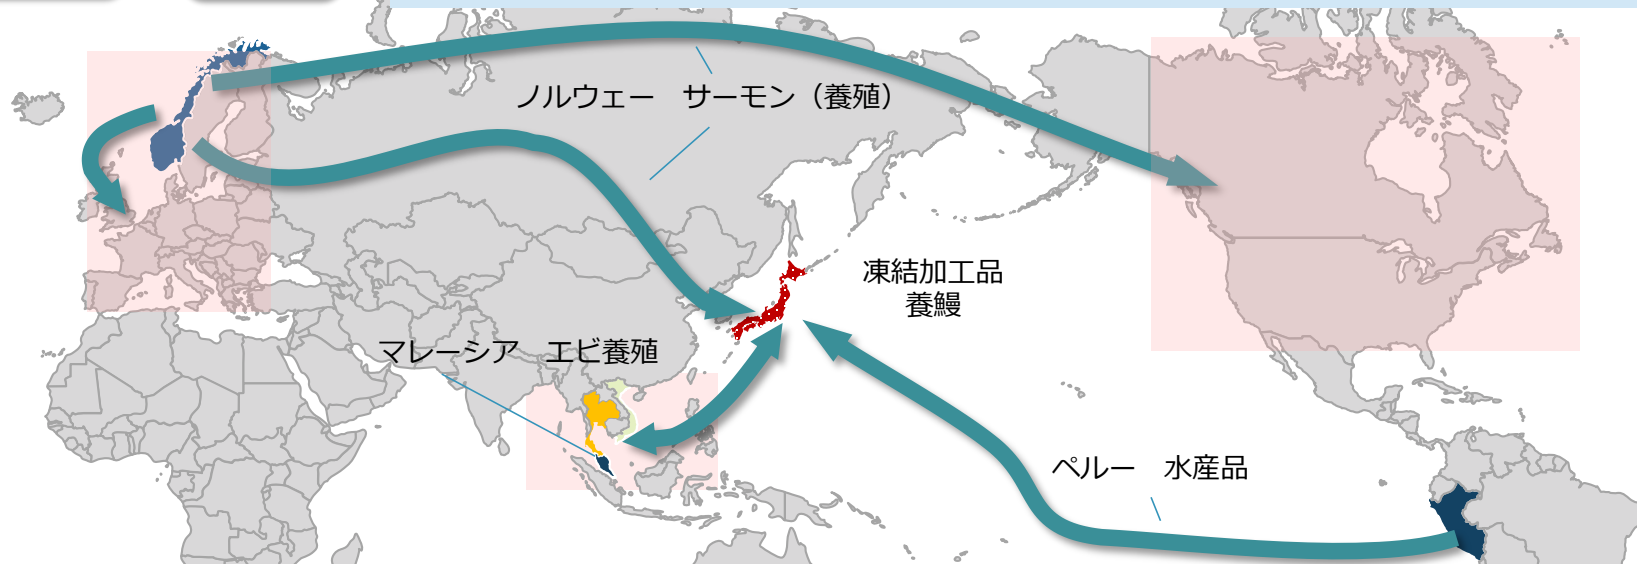 ノルウェー　サーモン（養殖）
凍結加工品
養鰻
マレーシア　エビ養殖
ペルー　水産品